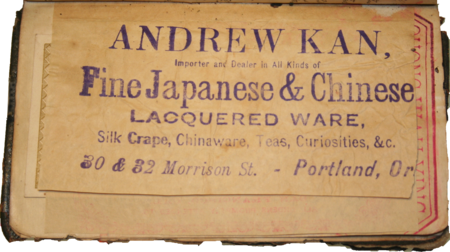 ANDREW KAN,
Importer and Dealer in All Kinds of
Fine Japanese & Chinese
LACQUERED WARE,
Silk Crape, Chinaware, Teas, Curiosities, &c.
30 & 32 Morrison St. - Portland, Or